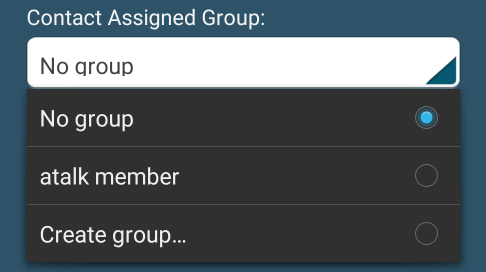 Contact Assigned Group:
No group
No group
atalk member
Create group...